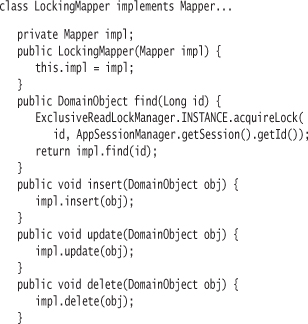 class LockingMapper implements Mapper...
private Mapper impl;
public LockingMapper(Mapper impl) {
this.impl = impl;
}
public DomainObject find(Long id) {
ExclusiveReadLockManager.INSTANCE.acquireLock(
id, AppSessionManager.getSession().getId());
return impl.find(id);
}
public void insert(DomainObject obj) {
impl.insert(obj);
}
public void update(DomainObject obj) {
impl.update(obj);
}
public void delete(DomainObject obj) {
impl.delete(obj);
}